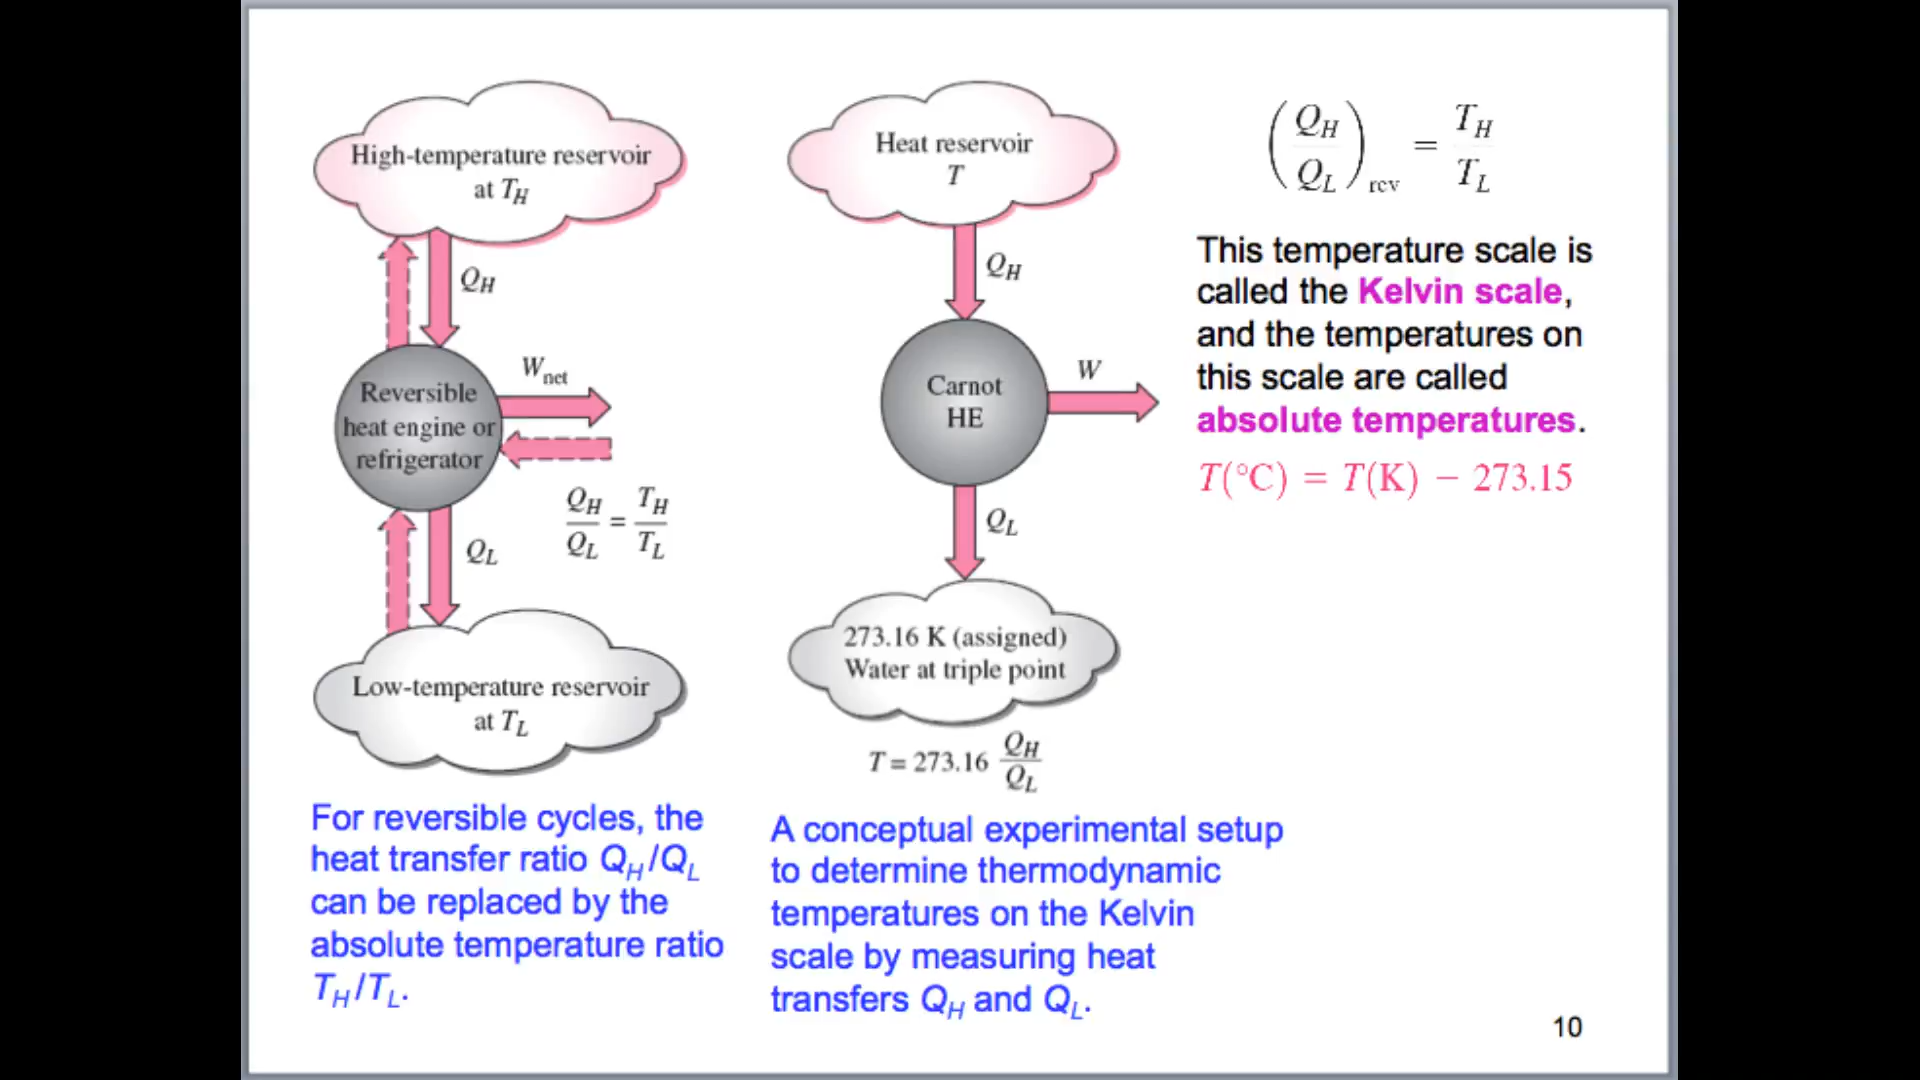 High-temperature reservoir
at T_H
Q_H
W_net
Reversible
heat engine or
refrigerator
Q_H/Q_L = T_H/T_L
Q_L
Low-temperature reservoir
at T_L
For reversible cycles, the
heat transfer ratio Q_H/Q_L
can be replaced by the
absolute temperature ratio
T_H/T_L.
Heat reservoir
T
Q_H
Carnot
HE
W
Q_L
273.16 K (assigned)
Water at triple point
T = 273.16 Q_H/Q_L
A conceptual experimental setup
to determine thermodynamic
temperatures on the Kelvin
scale by measuring heat
transfers Q_H and Q_L.
(Q_H/Q_L)_rev = T_H/T_L
This temperature scale is
called the Kelvin scale,
and the temperatures on
this scale are called
absolute temperatures.
T(°C) = T(K) − 273.15
10